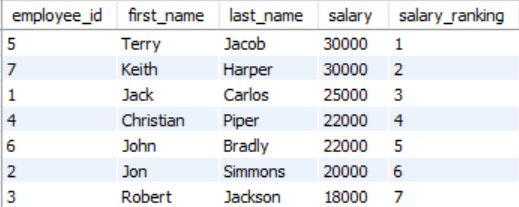 employee_id first_name last_name salary salary_ranking
5 Terry Jacob 30000 1
7 Keith Harper 30000 2
1 Jack Carlos 25000 3
4 Christian Piper 22000 4
6 John Bradly 22000 5
2 Jon Simmons 20000 6
3 Robert Jackson 18000 7